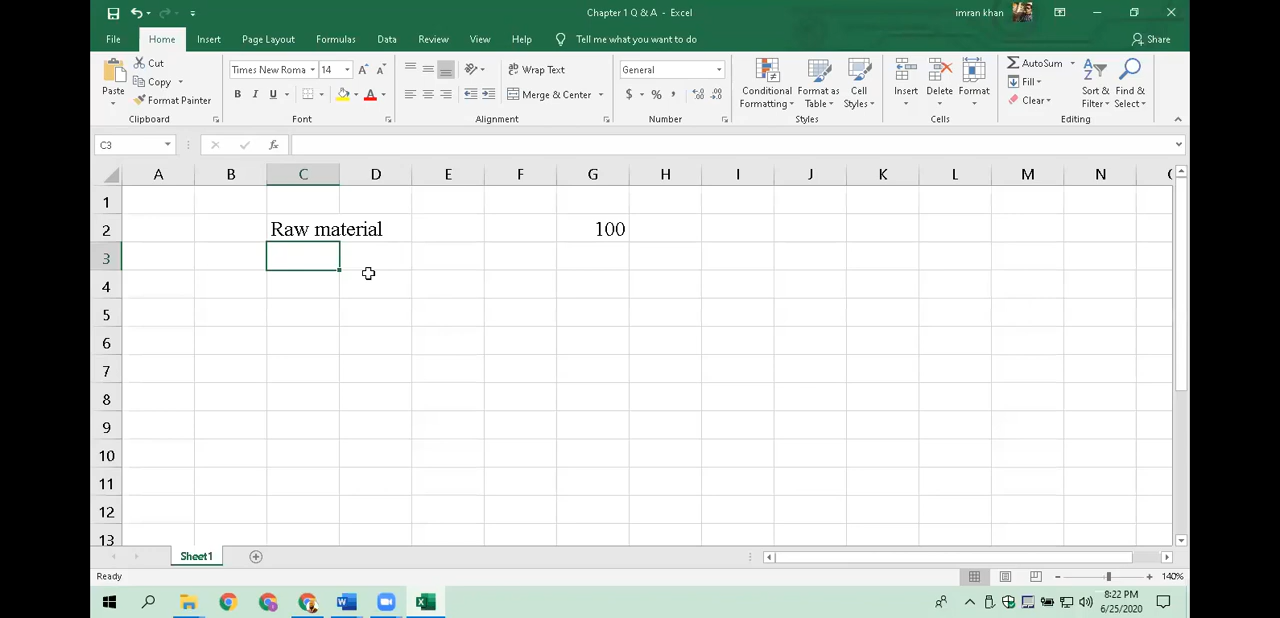 Chapter 1 Q & A - Excel
imran khan
File Home Insert Page Layout Formulas Data Review View Help Tell me what you want to do Share
Paste
Cut
Copy
Format Painter
Clipboard
Times New Roma 14
B I U
Font
Wrap Text
Merge & Center
Alignment
General
$ % ,
Number
Conditional Formatting
Format as Table
Cell Styles
Styles
Insert Delete Format
Cells
AutoSum
Fill
Clear
Sort & Filter
Find & Select
Editing
C3
fx
A B C D E F G H I J K L M N
1
2 Raw material 100
3
4
5
6
7
8
9
10
11
12
13
Sheet1
Ready
140%
8:22 PM
6/25/2020